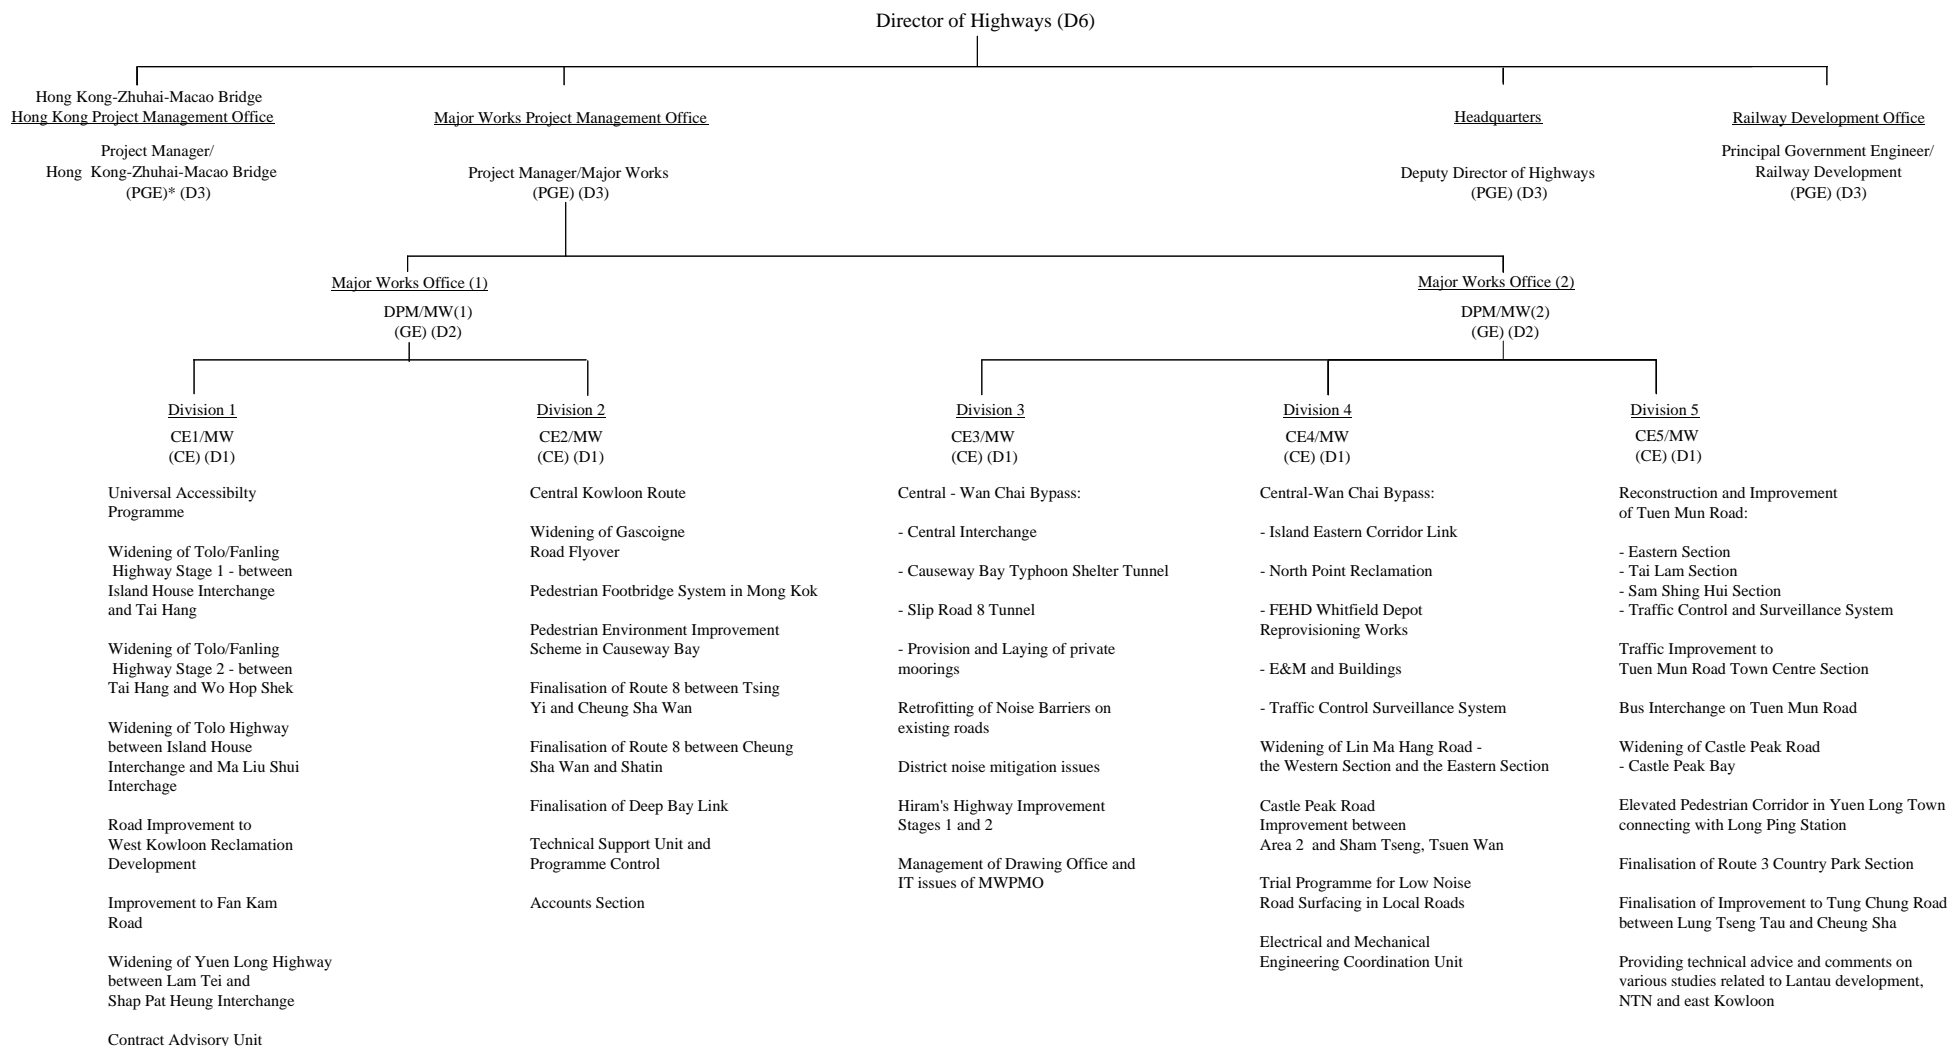 Director of Highways (D6)
Hong Kong-Zhuhai-Macao Bridge
Hong Kong Project Management Office
Project Manager/
Hong Kong-Zhuhai-Macao Bridge
(PGE)* (D3)
Major Works Project Management Office
Project Manager/Major Works
(PGE) (D3)
Headquarters
Deputy Director of Highways
(PGE) (D3)
Railway Development Office
Principal Government Engineer/
Railway Development
(PGE) (D3)
Major Works Office (1)
DPM/MW(1)
(GE) (D2)
Major Works Office (2)
DPM/MW(2)
(GE) (D2)
Division 1
CE1/MW
(CE) (D1)
Universal Accessibilty
Programme
Widening of Tolo/Fanling
Highway Stage 1 - between
Island House Interchange
and Tai Hang
Widening of Tolo/Fanling
Highway Stage 2 - between
Tai Hang and Wo Hop Shek
Widening of Tolo Highway
between Island House
Interchange and Ma Liu Shui
Interchage
Road Improvement to
West Kowloon Reclamation
Development
Improvement to Fan Kam
Road
Widening of Yuen Long Highway
between Lam Tei and
Shap Pat Heung Interchange
Contract Advisory Unit
Division 2
CE2/MW
(CE) (D1)
Central Kowloon Route
Widening of Gascoigne
Road Flyover
Pedestrian Footbridge System in Mong Kok
Pedestrian Environment Improvement
Scheme in Causeway Bay
Finalisation of Route 8 between Tsing
Yi and Cheung Sha Wan
Finalisation of Route 8 between Cheung
Sha Wan and Shatin
Finalisation of Deep Bay Link
Technical Support Unit and
Programme Control
Accounts Section
Division 3
CE3/MW
(CE) (D1)
Central - Wan Chai Bypass:
- Central Interchange
- Causeway Bay Typhoon Shelter Tunnel
- Slip Road 8 Tunnel
- Provision and Laying of private
moorings
Retrofitting of Noise Barriers on
existing roads
District noise mitigation issues
Hiram's Highway Improvement
Stages 1 and 2
Management of Drawing Office and
IT issues of MWPMO
Division 4
CE4/MW
(CE) (D1)
Central-Wan Chai Bypass:
- Island Eastern Corridor Link
- North Point Reclamation
- FEHD Whitfield Depot
Reprovisioning Works
- E&M and Buildings
- Traffic Control Surveillance System
Widening of Lin Ma Hang Road -
the Western Section and the Eastern Section
Castle Peak Road
Improvement between
Area 2 and Sham Tseng, Tsuen Wan
Trial Programme for Low Noise
Road Surfacing in Local Roads
Electrical and Mechanical
Engineering Coordination Unit
Division 5
CE5/MW
(CE) (D1)
Reconstruction and Improvement
of Tuen Mun Road:
- Eastern Section
- Tai Lam Section
- Sam Shing Hui Section
- Traffic Control and Surveillance System
Traffic Improvement to
Tuen Mun Road Town Centre Section
Bus Interchange on Tuen Mun Road
Widening of Castle Peak Road
- Castle Peak Bay
Elevated Pedestrian Corridor in Yuen Long Town
connecting with Long Ping Station
Finalisation of Route 3 Country Park Section
Finalisation of Improvement to Tung Chung Road
between Lung Tseng Tau and Cheung Sha
Providing technical advice and comments on
various studies related to Lantau development,
NTN and east Kowloon